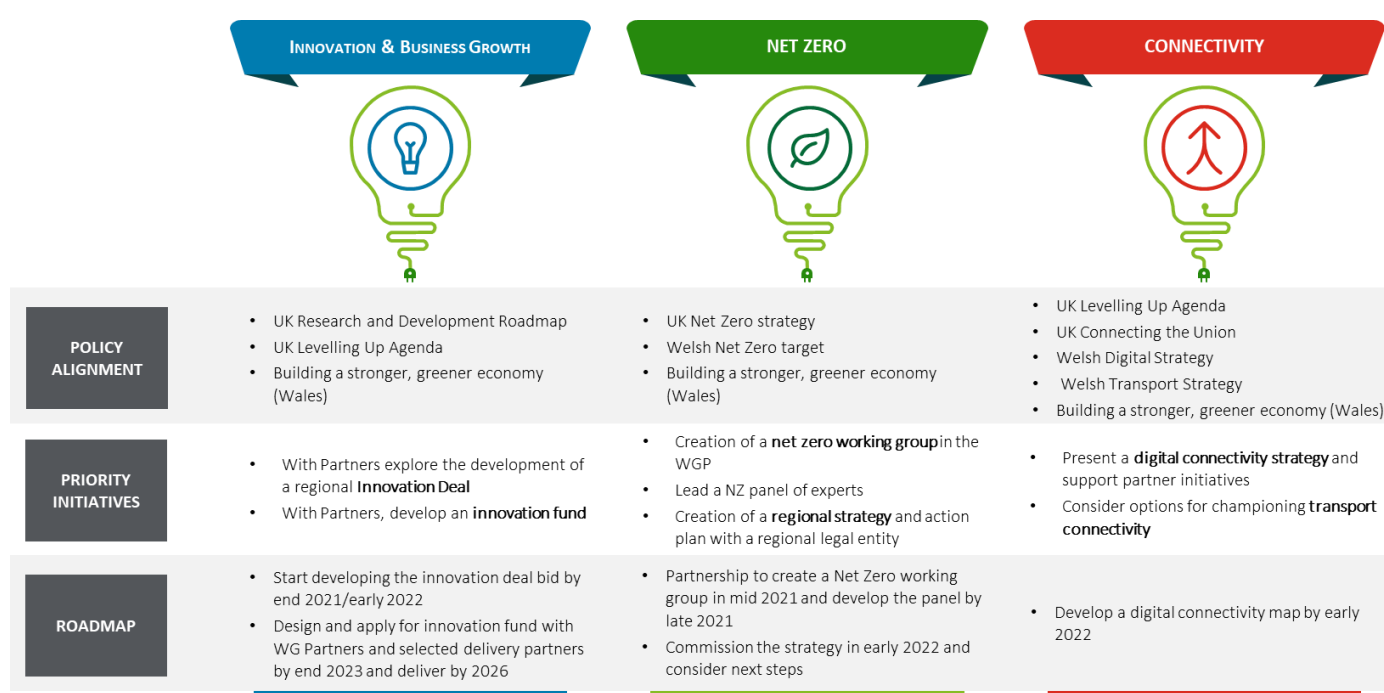 INNOVATION & BUSINESS GROWTH
NET ZERO
CONNECTIVITY
POLICY
ALIGNMENT
• UK Research and Development Roadmap
• UK Levelling Up Agenda
• Building a stronger, greener economy
(Wales)
• UK Net Zero strategy
• Welsh Net Zero target
• Building a stronger, greener economy
(Wales)
• UK Levelling Up Agenda
• UK Connecting the Union
• Welsh Digital Strategy
• Welsh Transport Strategy
• Building a stronger, greener economy (Wales)
PRIORITY
INITIATIVES
• With Partners explore the development of
a regional Innovation Deal
• With Partners, develop an innovation fund
• Creation of a net zero working group in the
WGP
• Lead a NZ panel of experts
• Creation of a regional strategy and action
plan with a regional legal entity
• Present a digital connectivity strategy and
support partner initiatives
• Consider options for championing transport
connectivity
ROADMAP
• Start developing the innovation deal bid by
end 2021/early 2022
• Design and apply for innovation fund with
WG Partners and selected delivery partners
by end 2023 and deliver by 2026
• Partnership to create a Net Zero working
group in mid 2021 and develop the panel by
late 2021
• Commission the strategy in early 2022 and
consider next steps
• Develop a digital connectivity map by early
2022